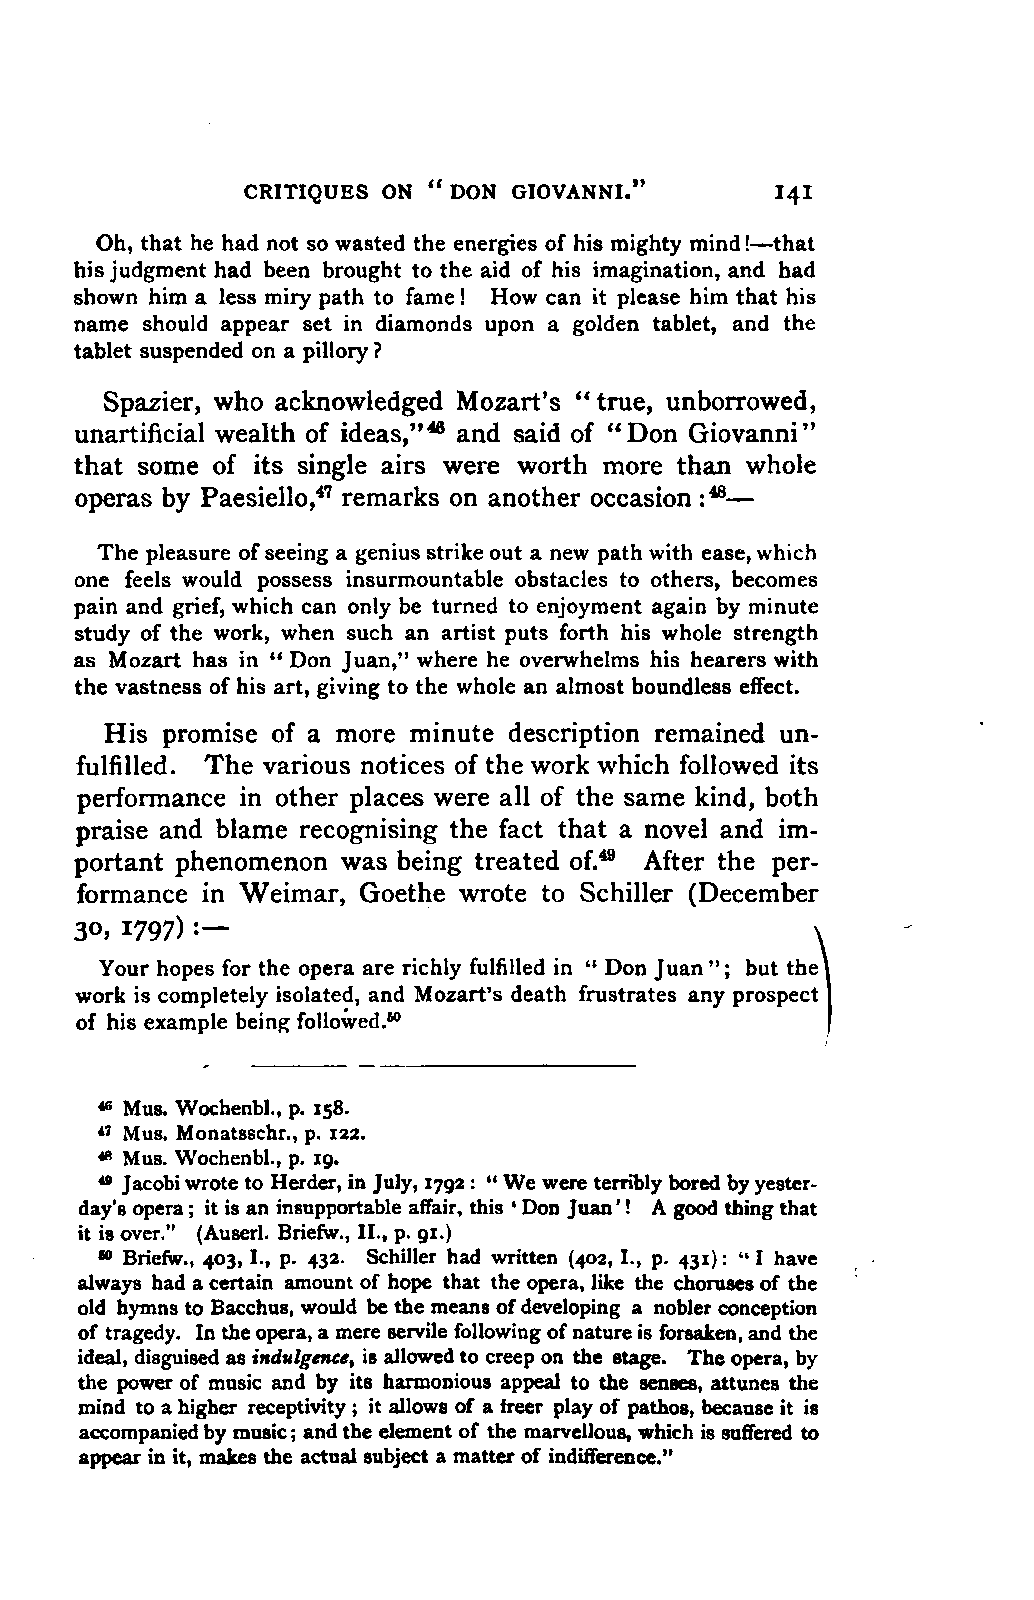 CRITIQUES ON "DON GIOVANNI." 141
Oh, that he had not so wasted the energies of his mighty mind!—that
his judgment had been brought to the aid of his imagination, and had
shown him a less miry path to fame! How can it please him that his
name should appear set in diamonds upon a golden tablet, and the
tablet suspended on a pillory?
Spazier, who acknowledged Mozart's "true, unborrowed,
unartificial wealth of ideas,"⁴⁶ and said of "Don Giovanni"
that some of its single airs were worth more than whole
operas by Paesiello,⁴⁷ remarks on another occasion:⁴⁸—
The pleasure of seeing a genius strike out a new path with ease, which
one feels would possess insurmountable obstacles to others, becomes
pain and grief, which can only be turned to enjoyment again by minute
study of the work, when such an artist puts forth his whole strength
as Mozart has in "Don Juan," where he overwhelms his hearers with
the vastness of his art, giving to the whole an almost boundless effect.
His promise of a more minute description remained un-
fulfilled. The various notices of the work which followed its
performance in other places were all of the same kind, both
praise and blame recognising the fact that a novel and im-
portant phenomenon was being treated of.⁴⁹ After the per-
formance in Weimar, Goethe wrote to Schiller (December
30, 1797):—
Your hopes for the opera are richly fulfilled in "Don Juan"; but the
work is completely isolated, and Mozart's death frustrates any prospect
of his example being followed.⁵⁰
⁴⁶ Mus. Wochenbl., p. 158.
⁴⁷ Mus. Monatsschr., p. 122.
⁴⁸ Mus. Wochenbl., p. 19.
⁴⁹ Jacobi wrote to Herder, in July, 1792: "We were terribly bored by yester-
day's opera; it is an insupportable affair, this 'Don Juan'! A good thing that
it is over." (Auserl. Briefw., II., p. 91.)
⁵⁰ Briefw., 403, I., p. 432. Schiller had written (402, I., p. 431): "I have
always had a certain amount of hope that the opera, like the choruses of the
old hymns to Bacchus, would be the means of developing a nobler conception
of tragedy. In the opera, a mere servile following of nature is forsaken, and the
ideal, disguised as indulgence, is allowed to creep on the stage. The opera, by
the power of music and by its harmonious appeal to the senses, attunes the
mind to a higher receptivity; it allows of a freer play of pathos, because it is
accompanied by music; and the element of the marvellous, which is suffered to
appear in it, makes the actual subject a matter of indifference."